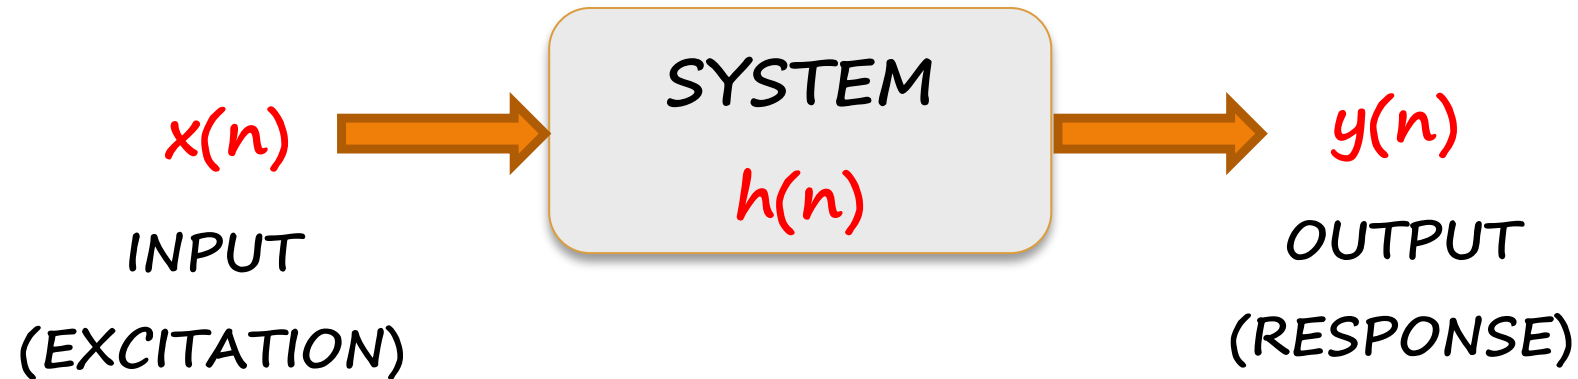 SYSTEM
x(n)
h(n)
y(n)
INPUT
(EXCITATION)
OUTPUT
(RESPONSE)